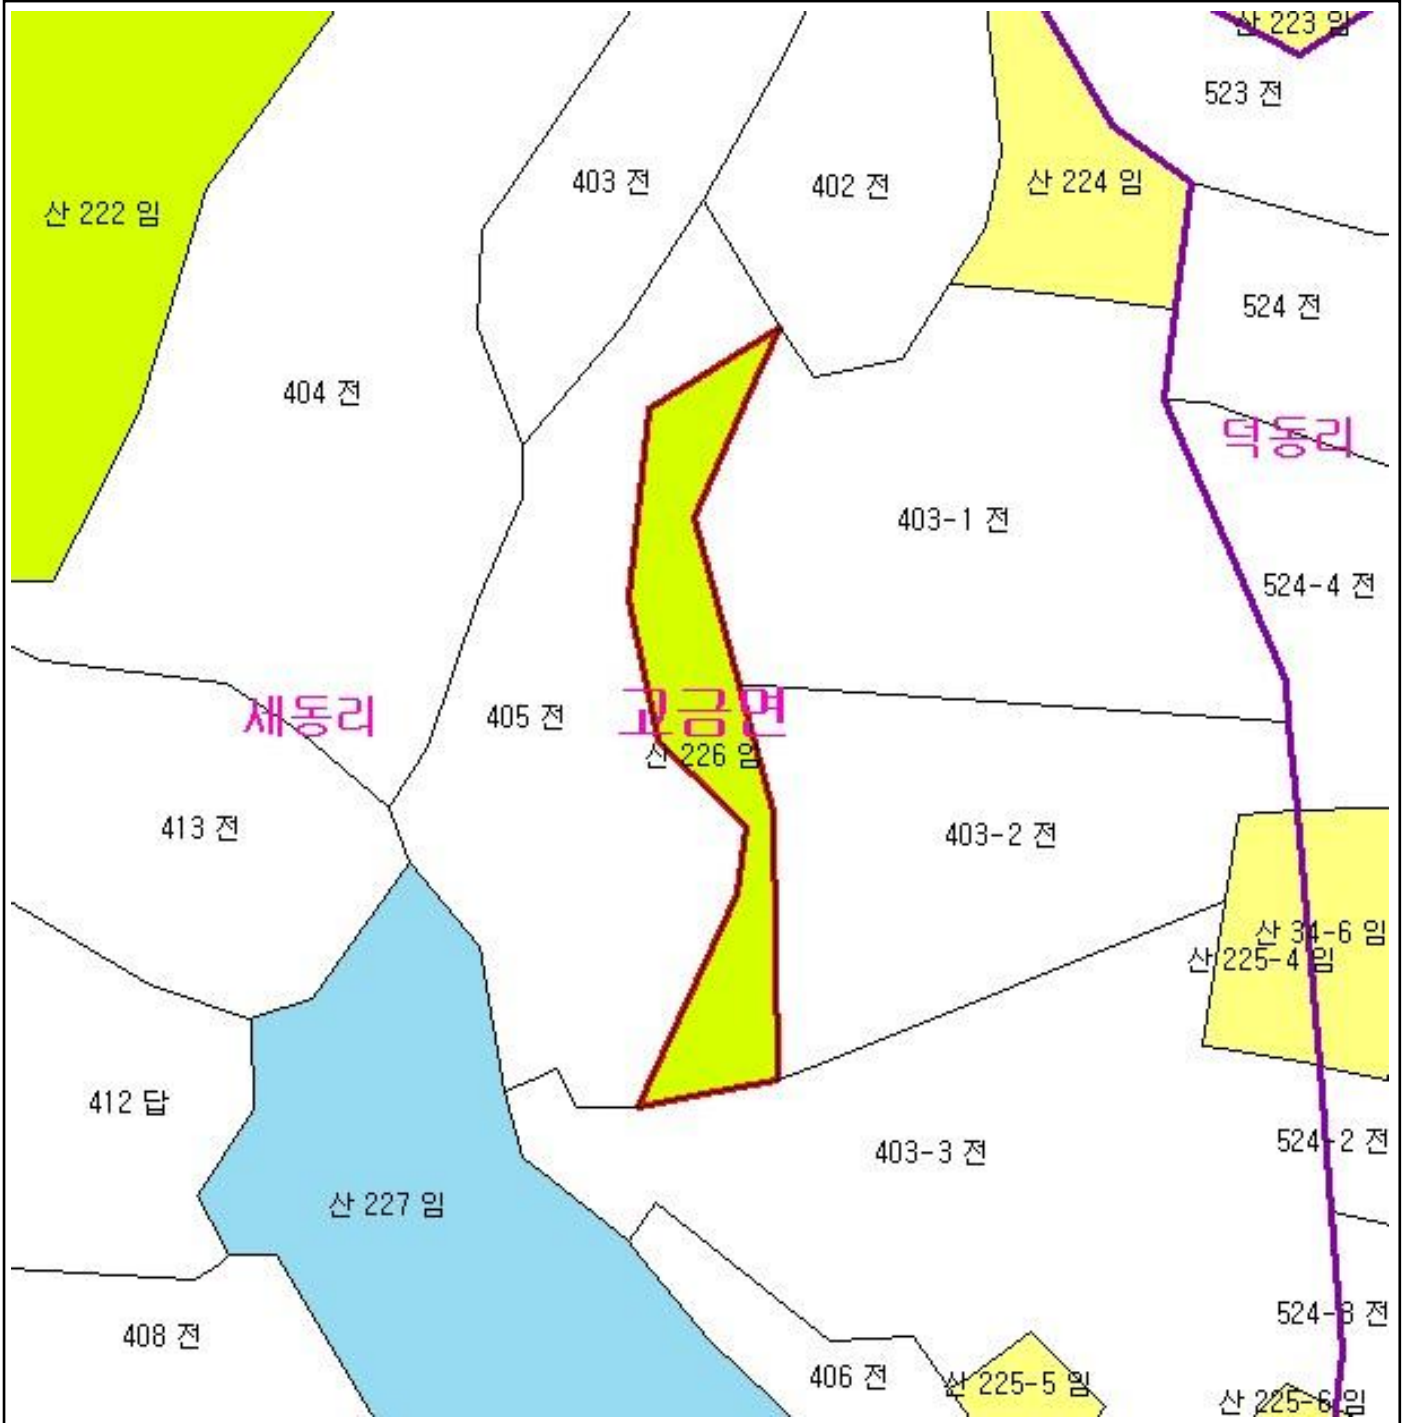 산 223 임
523 전
403 전
402 전
산 224 임
산 222 임
524 전
404 전
덕동리
403-1 전
524-4 전
세동리
405 전
고금면
산 226 임
413 전
403-2 전
산 34-6 임
산 225-4 임
412 답
403-3 전
524-2 전
산 227 임
524-3 전
408 전
406 전
산 225-5 임
산 225-6 임